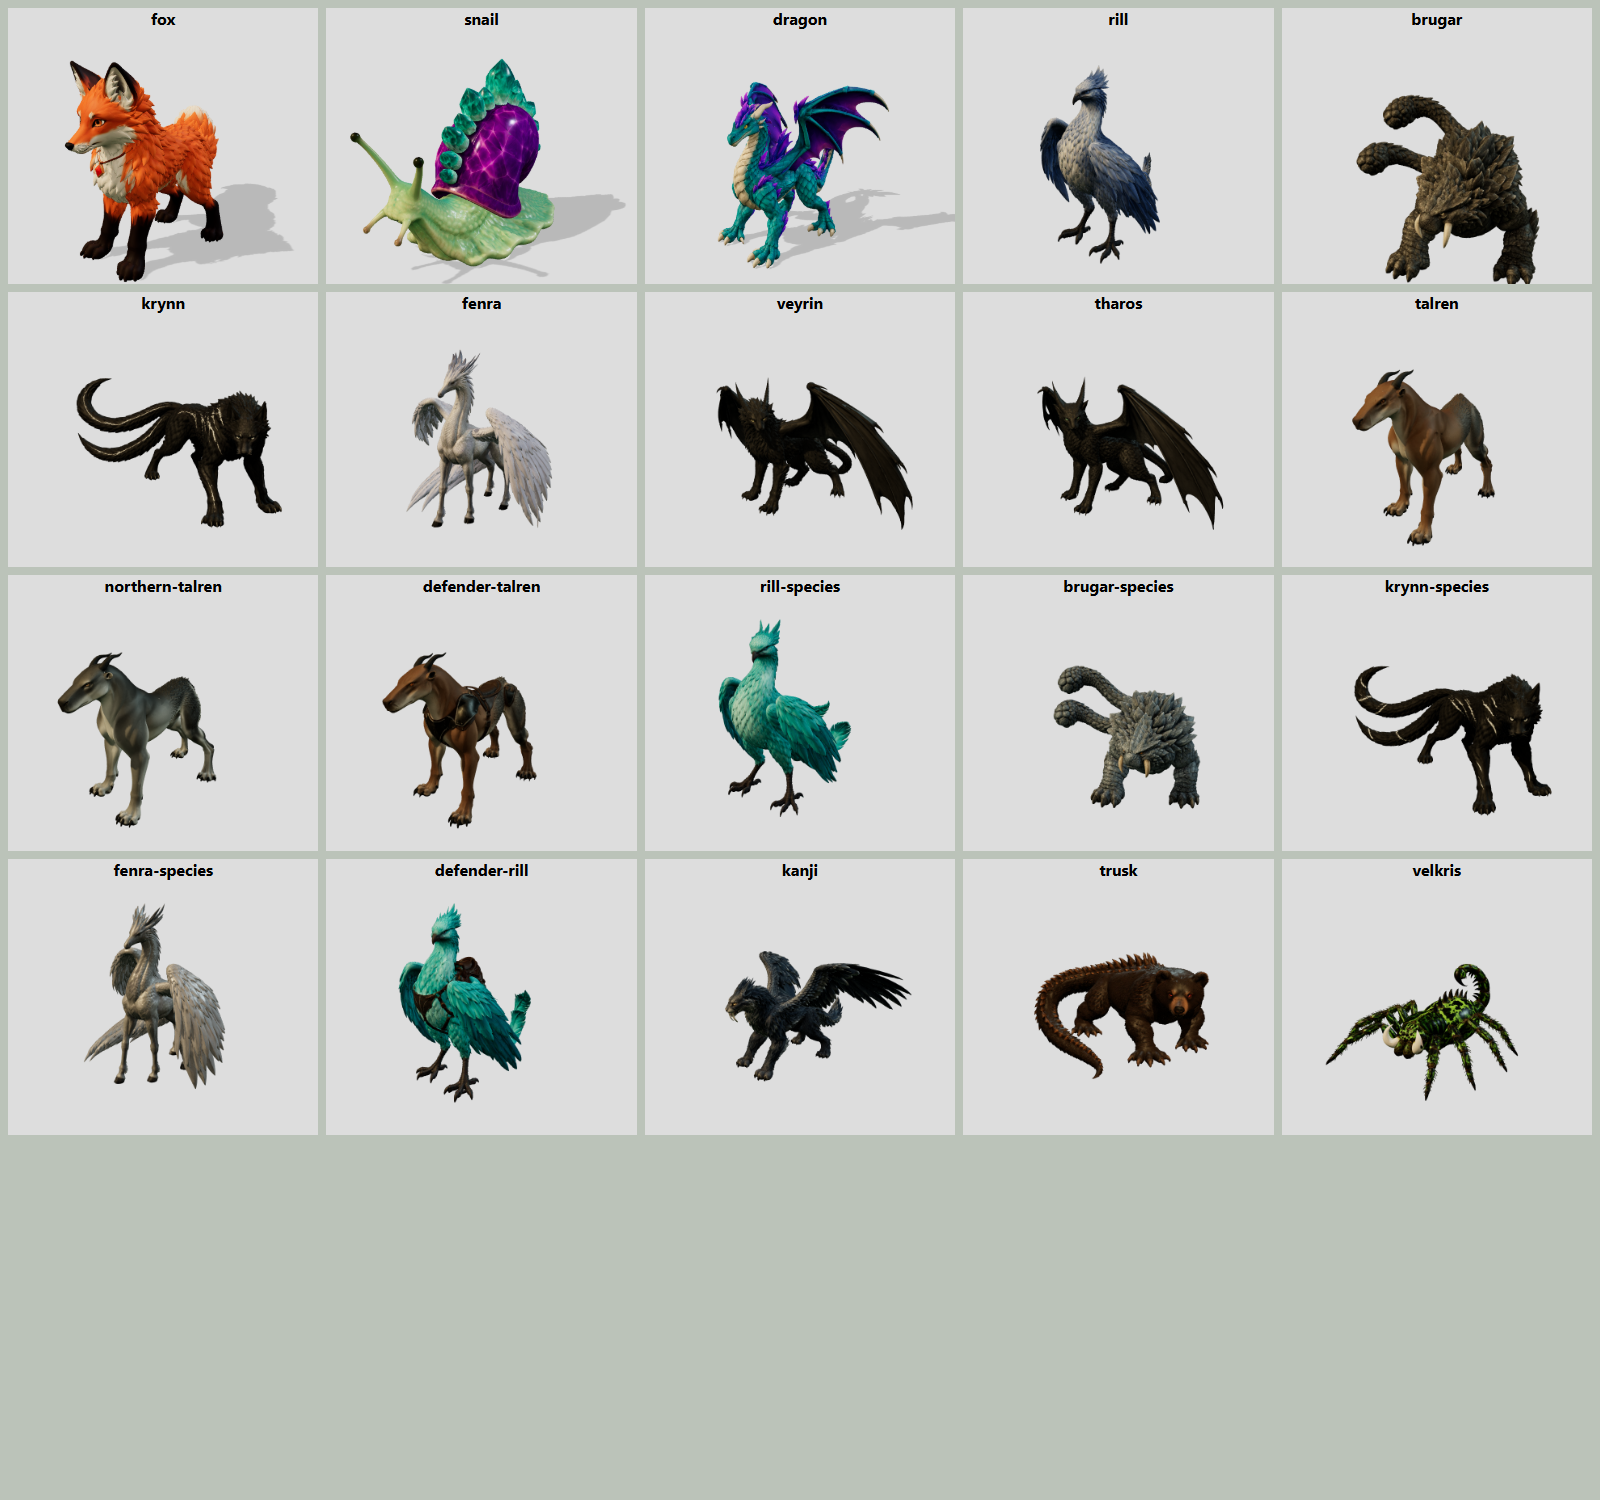 fox
snail
dragon
rill
brugar
krynn
fenra
veyrin
tharos
talren
northern-talren
defender-talren
rill-species
brugar-species
krynn-species
fenra-species
defender-rill
kanji
trusk
velkris